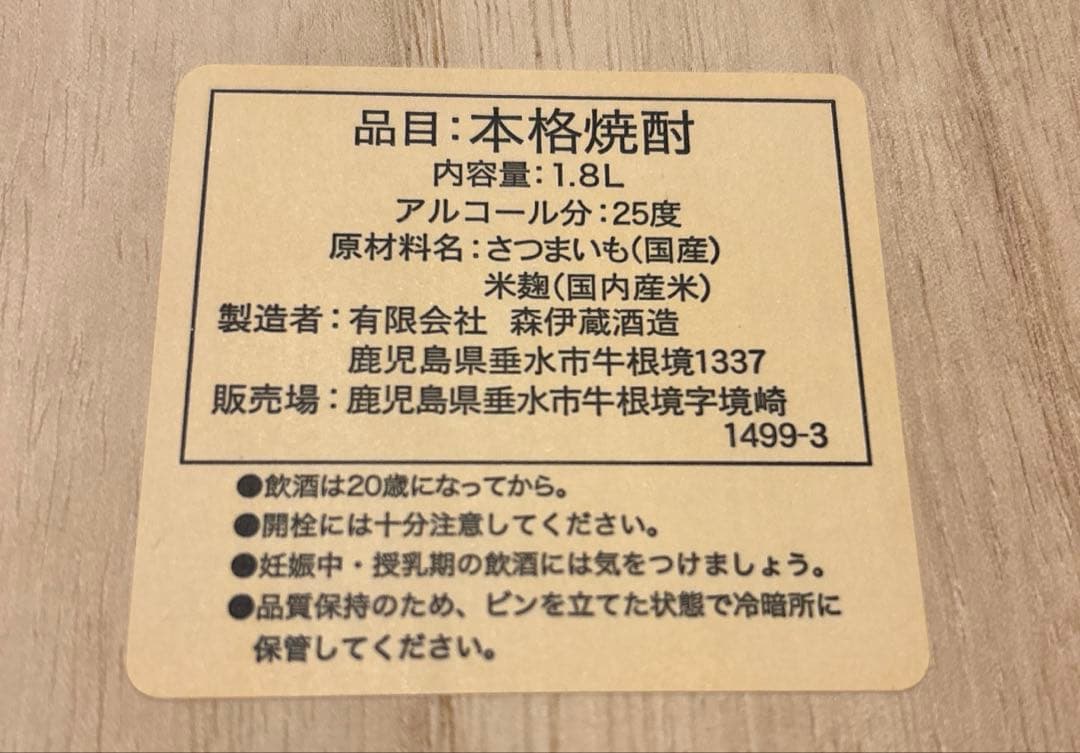 品目：本格焼酎
内容量：1.8L
アルコール分：25度
原材料名：さつまいも（国産）
米麹（国内産米）
製造者：有限会社 森伊蔵酒造
鹿児島県垂水市牛根境1337
販売場：鹿児島県垂水市牛根境字境崎
1499-3
●飲酒は20歳になってから。
●開栓には十分注意してください。
●妊娠中・授乳期の飲酒には気をつけましょう。
●品質保持のため、ビンを立てた状態で冷暗所に
保管してください。